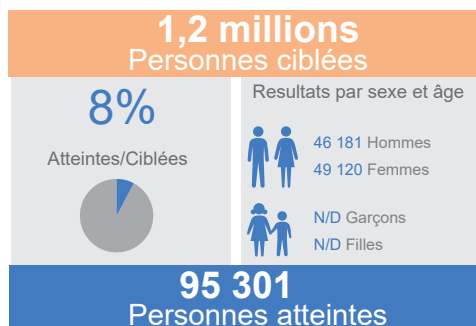 1,2 millions
Personnes ciblées
8%
Atteintes/Ciblées
Resultats par sexe et âge
46 181 Hommes
49 120 Femmes
N/D Garçons
N/D Filles
95 301
Personnes atteintes